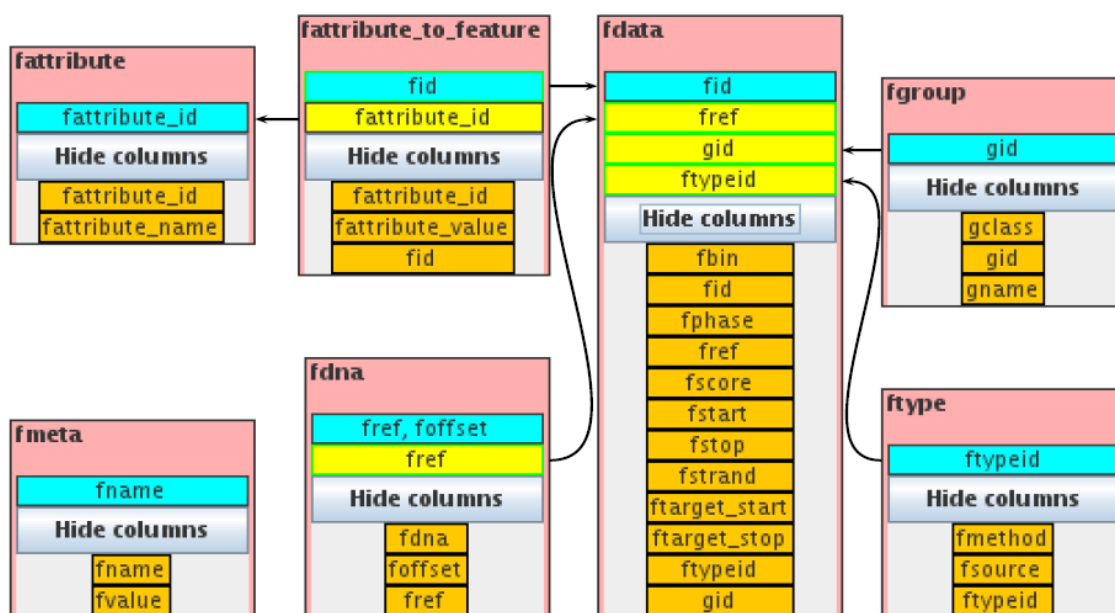 fattribute
fattribute_id
Hide columns
fattribute_id
fattribute_name
fattribute_to_feature
fid
fattribute_id
Hide columns
fattribute_id
fattribute_value
fid
fdata
fid
fref
gid
ftypeid
Hide columns
fbin
fid
fphase
fref
fscore
fstart
fstop
fstrand
ftarget_start
ftarget_stop
ftypeid
gid
fgroup
gid
Hide columns
gclass
gid
gname
fmeta
fname
Hide columns
fname
fvalue
fdna
fref, foffset
fref
Hide columns
fdna
foffset
fref
ftype
ftypeid
Hide columns
fmethod
fsource
ftypeid